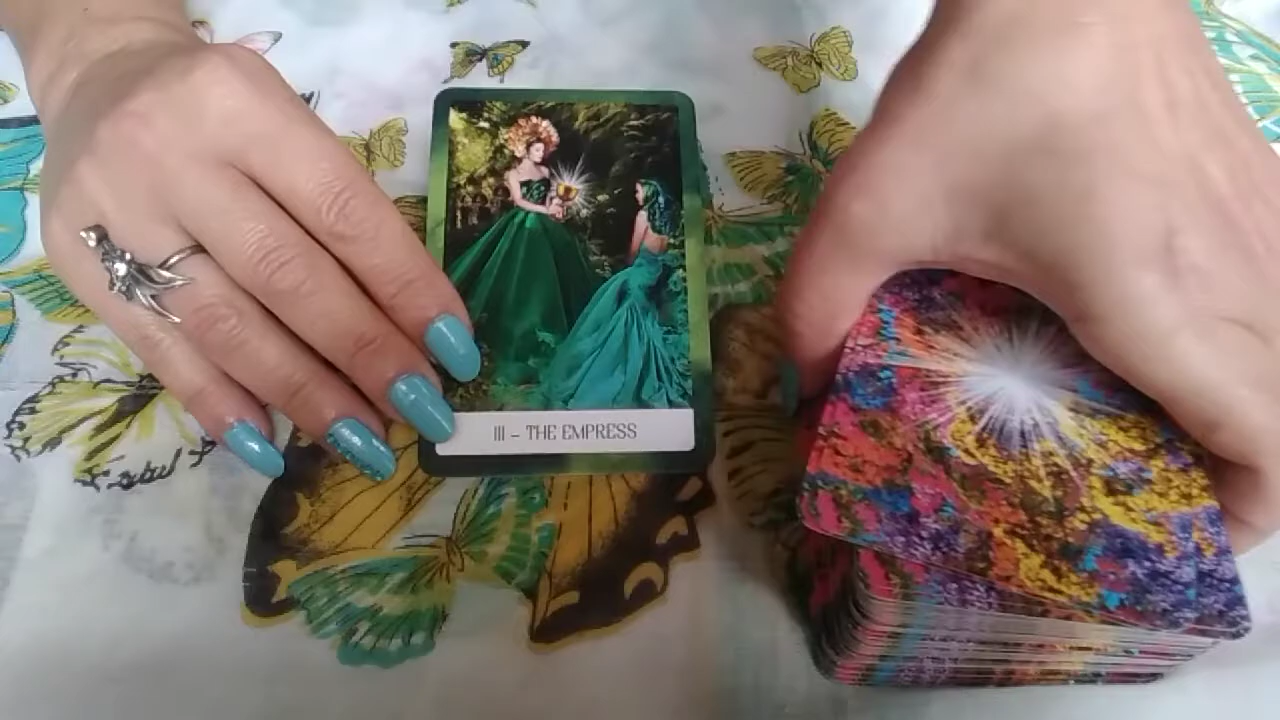 III – THE EMPRESS